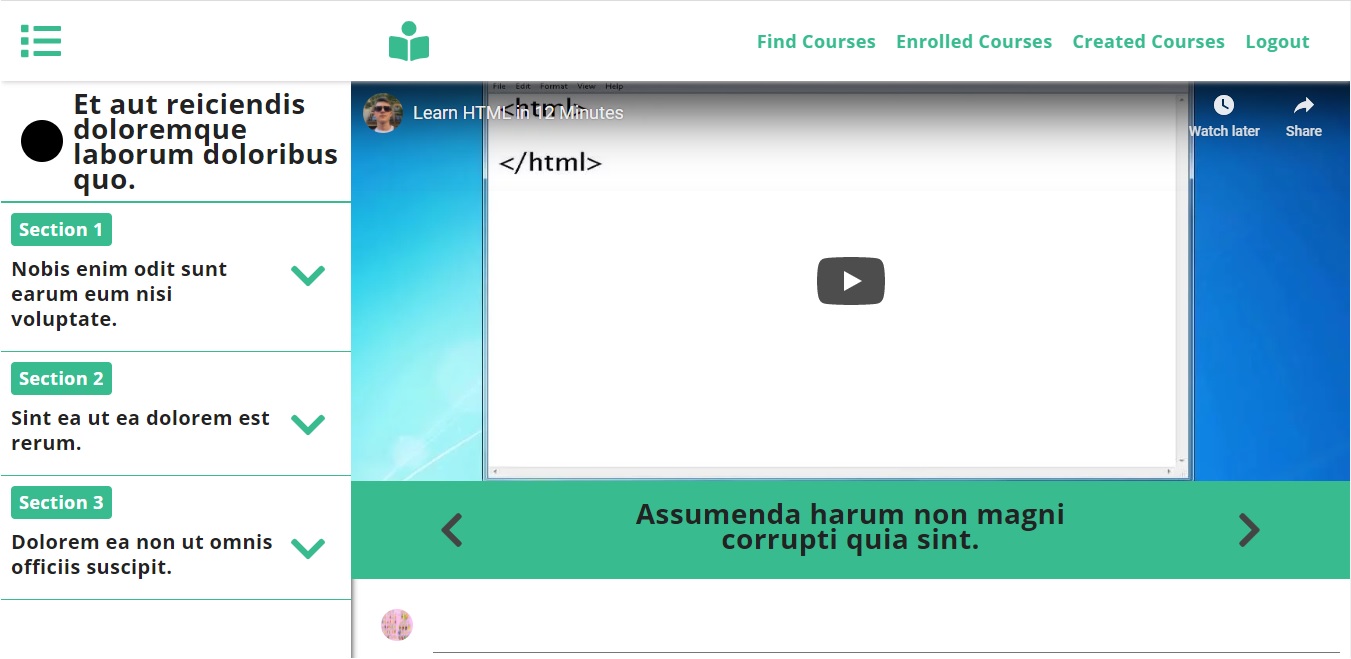 Find Courses Enrolled Courses Created Courses Logout
Et aut reiciendis
doloremque
laborum doloribus
quo.
Section 1
Nobis enim odit sunt
earum eum nisi
voluptate.
Section 2
Sint ea ut ea dolorem est
rerum.
Section 3
Dolorem ea non ut omnis
officiis suscipit.
File Edit Format View Help
<html>
Learn HTML in 12 Minutes
Watch later Share
</html>
Assumenda harum non magni
corrupti quia sint.